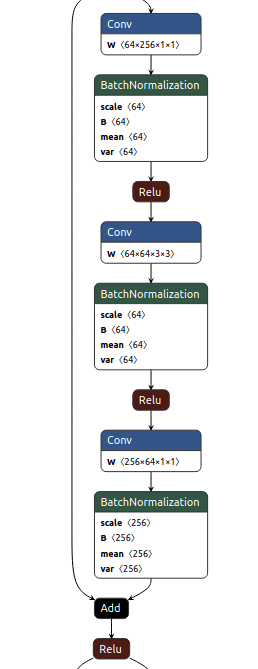 Conv
W 〈64×256×1×1〉
BatchNormalization
scale 〈64〉
B 〈64〉
mean 〈64〉
var 〈64〉
Relu
Conv
W 〈64×64×3×3〉
BatchNormalization
scale 〈64〉
B 〈64〉
mean 〈64〉
var 〈64〉
Relu
Conv
W 〈256×64×1×1〉
BatchNormalization
scale 〈256〉
B 〈256〉
mean 〈256〉
var 〈256〉
Add
Relu